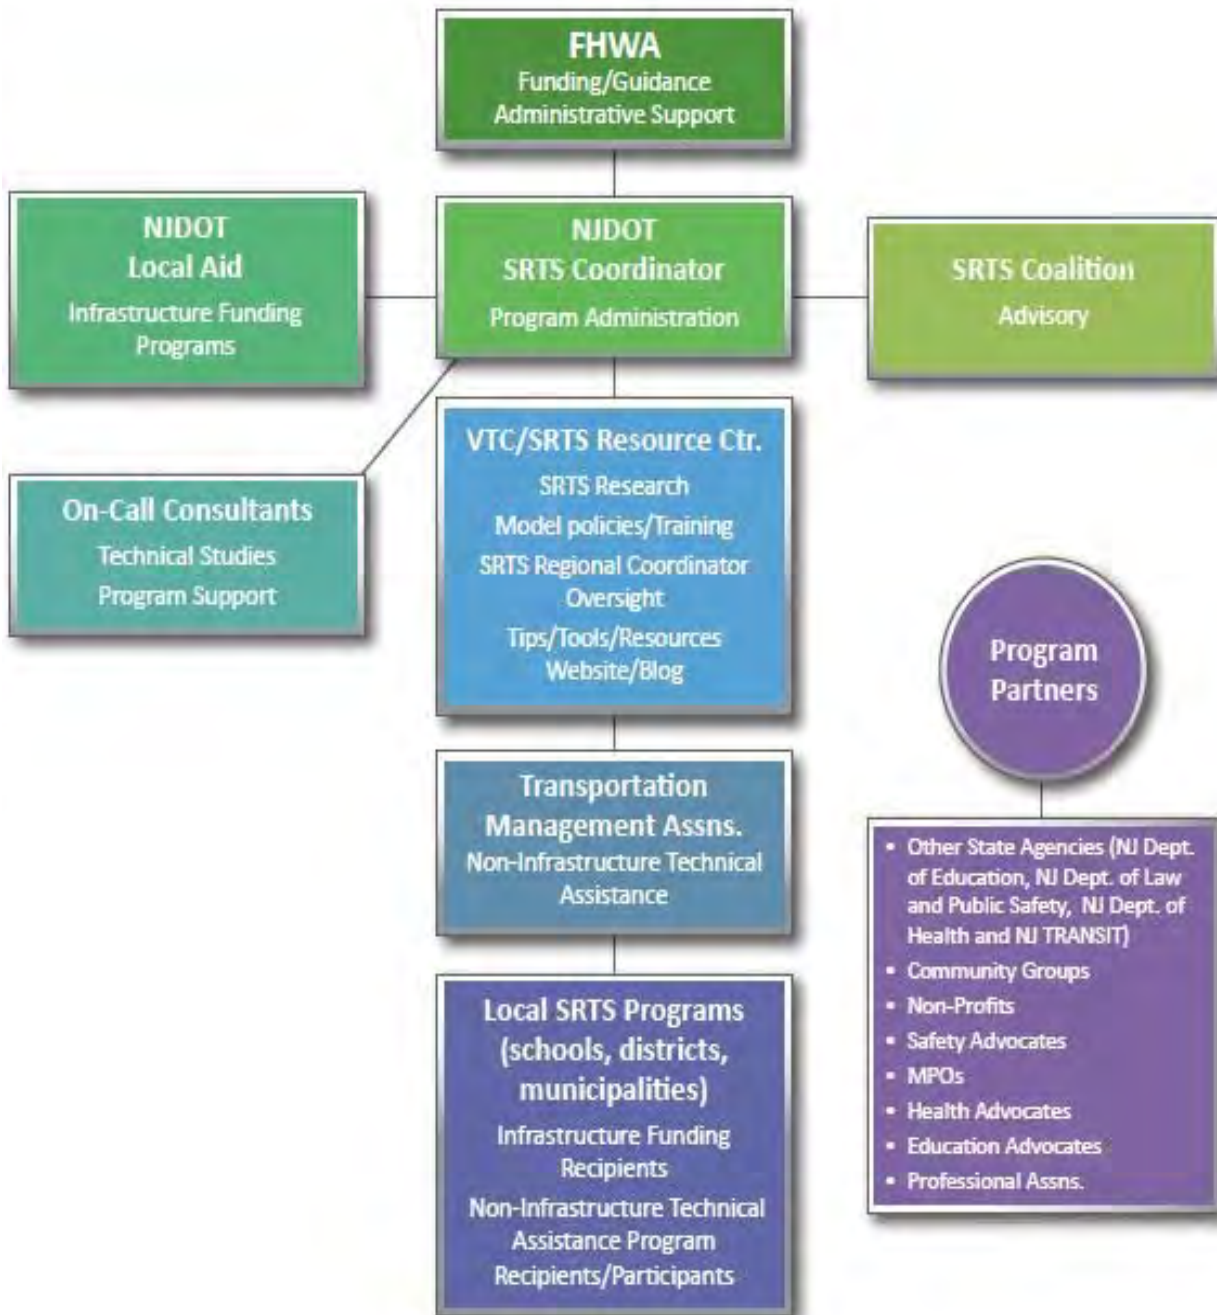 FHWA
Funding/Guidance
Administrative Support
NJDOT
Local Aid
Infrastructure Funding
Programs
NJDOT
SRTS Coordinator
Program Administration
SRTS Coalition
Advisory
On-Call Consultants
Technical Studies
Program Support
VTC/SRTS Resource Ctr.
SRTS Research
Model policies/Training
SRTS Regional Coordinator
Oversight
Tips/Tools/Resources
Website/Blog
Transportation
Management Assns.
Non-Infrastructure Technical
Assistance
Local SRTS Programs
(schools, districts,
municipalities)
Infrastructure Funding
Recipients
Non-Infrastructure Technical
Assistance Program
Recipients/Participants
Program
Partners
• Other State Agencies (NJ Dept.
of Education, NJ Dept. of Law
and Public Safety, NJ Dept. of
Health and NJ TRANSIT)
• Community Groups
• Non-Profits
• Safety Advocates
• MPOs
• Health Advocates
• Education Advocates
• Professional Assns.